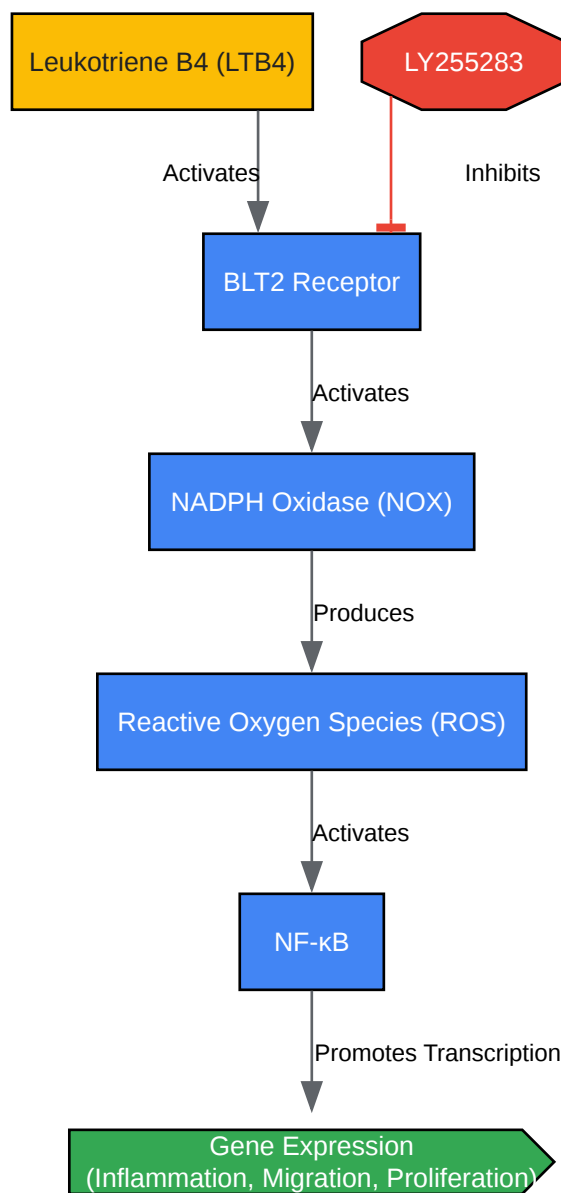 Leukotriene B4 (LTB4)
LY255283
Activates
Inhibits
BLT2 Receptor
Activates
NADPH Oxidase (NOX)
Produces
Reactive Oxygen Species (ROS)
Activates
NF-κB
Promotes Transcription
Gene Expression
(Inflammation, Migration, Proliferation)